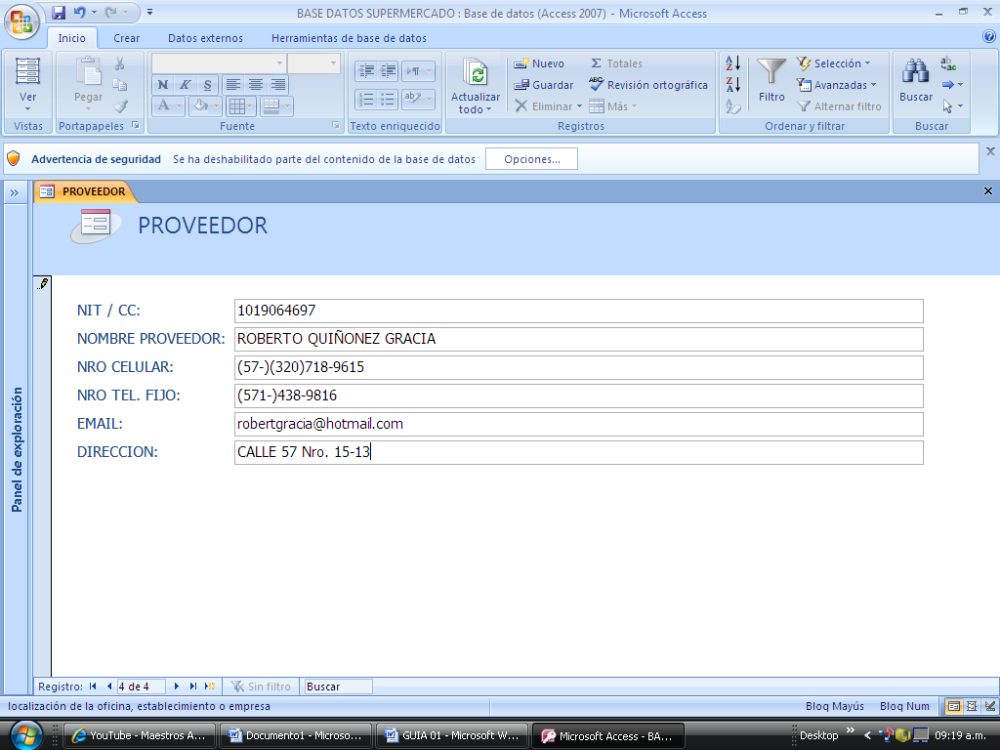 BASE DATOS SUPERMERCADO : Base de datos (Access 2007) - Microsoft Access
Inicio Crear Datos externos Herramientas de base de datos
Ver
Vistas
Pegar
Portapapeles
N K S
A
Fuente
ab
Texto enriquecido
Actualizar todo
Nuevo
Guardar
Eliminar
Totales
Revisión ortográfica
Más
Registros
Filtro
Selección
Avanzadas
Alternar filtro
Ordenar y filtrar
Buscar
Buscar
Advertencia de seguridad Se ha deshabilitado parte del contenido de la base de datos Opciones...
» PROVEEDOR
PROVEEDOR
NIT / CC: 1019064697
NOMBRE PROVEEDOR: ROBERTO QUIÑONEZ GRACIA
NRO CELULAR: (57-)(320)718-9615
NRO TEL. FIJO: (571-)438-9816
EMAIL: robertgracia@hotmail.com
DIRECCION: CALLE 57 Nro. 15-13
Panel de exploración
Registro: 4 de 4 Sin filtro Buscar
localización de la oficina, establecimiento o empresa Bloq Mayús Bloq Num
YouTube - Maestros A... Documento1 - Microso... GUIA 01 - Microsoft W... Microsoft Access - BA... Desktop » 09:19 a.m.